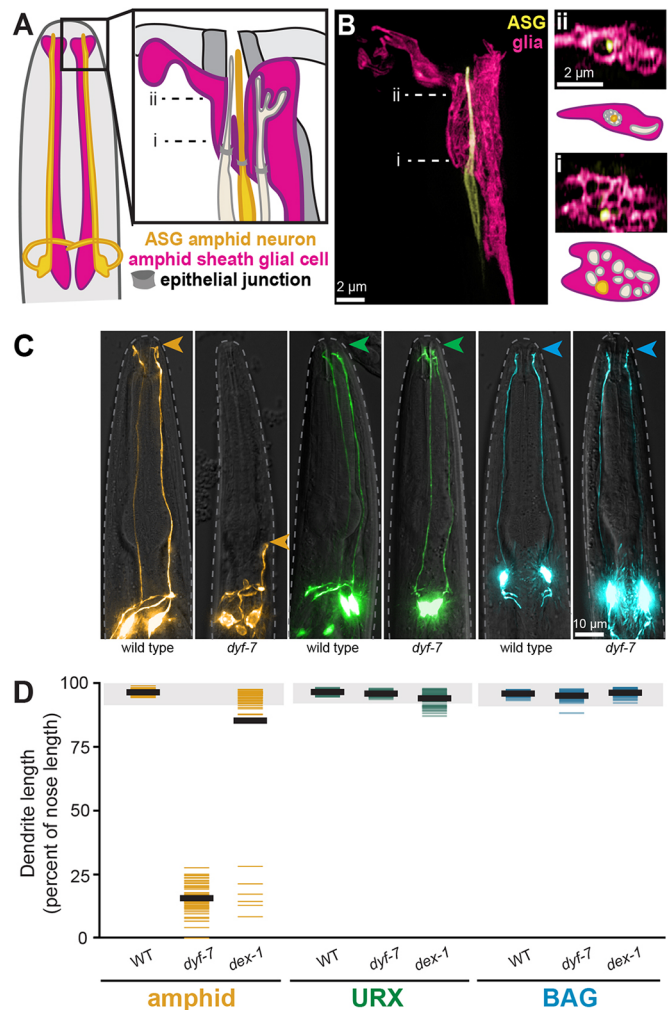 A
ii
i
ASG amphid neuron
amphid sheath glial cell
epithelial junction
B
ASG
glia
ii
i
2 μm
ii
2 μm
i
C
wild type
dyf-7
wild type
dyf-7
wild type
dyf-7
10 μm
D
Dendrite length
(percent of nose length)
100
75
50
25
0
WT
dyf-7
dex-1
WT
dyf-7
dex-1
WT
dyf-7
dex-1
amphid
URX
BAG